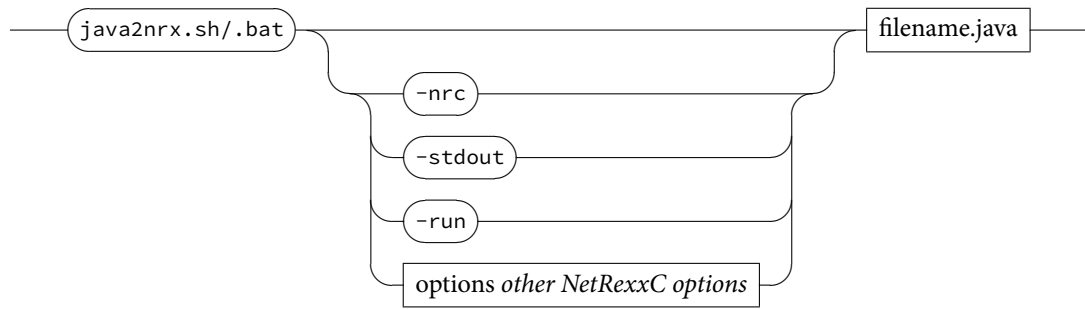 java2nrx.sh/.bat filename.java
-nrc
-stdout
-run
options other NetRexxC options